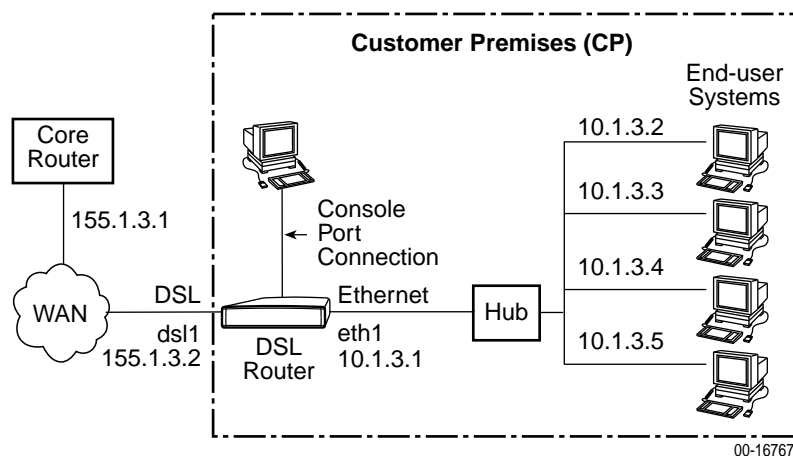 Customer Premises (CP)
End-user
Systems
Core
Router
155.1.3.1
WAN
DSL
dsl1
155.1.3.2
Console
Port
Connection
DSL
Router
Ethernet
eth1
10.1.3.1
Hub
10.1.3.2
10.1.3.3
10.1.3.4
10.1.3.5
00-16767